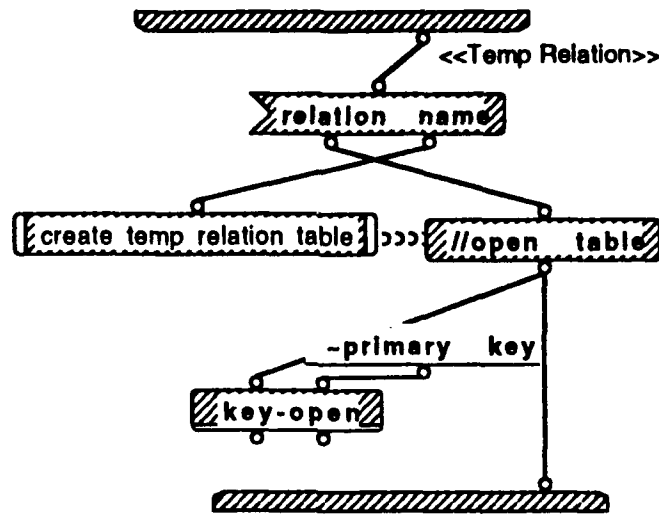 <<Temp Relation>>
relation name
create temp relation table
//open table
~primary key
key-open